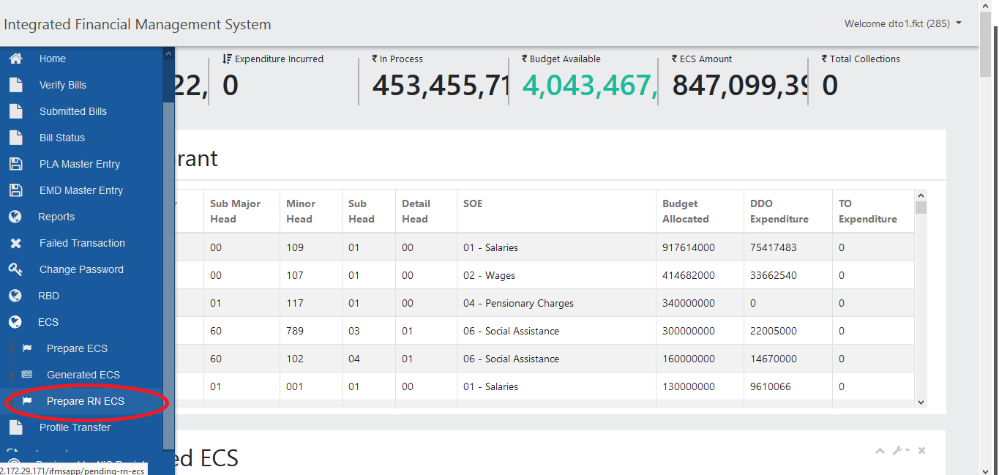 Integrated Financial Management System
Welcome dto1.fkt (285)
Home
Verify Bills
Submitted Bills
Bill Status
PLA Master Entry
EMD Master Entry
Reports
Failed Transaction
Change Password
RBD
ECS
Prepare ECS
Generated ECS
Prepare RN ECS
Profile Transfer
2.172.29.171/ifmsapp/pending-rn-ecs
22,
Expenditure Incurred
0
₹ In Process
453,455,71
₹ Budget Available
4,043,467,
₹ ECS Amount
847,099,39
₹ Total Collections
0
rant
Sub Major Head Minor Head Sub Head Detail Head SOE Budget Allocated DDO Expenditure TO Expenditure
00 109 01 00 01 - Salaries 917614000 75417483 0
00 107 01 00 02 - Wages 414682000 33662540 0
01 117 01 00 04 - Pensionary Charges 340000000 0 0
60 789 03 01 06 - Social Assistance 300000000 22005000 0
60 102 04 01 06 - Social Assistance 160000000 14670000 0
01 001 01 00 01 - Salaries 130000000 9610066 0
ed ECS